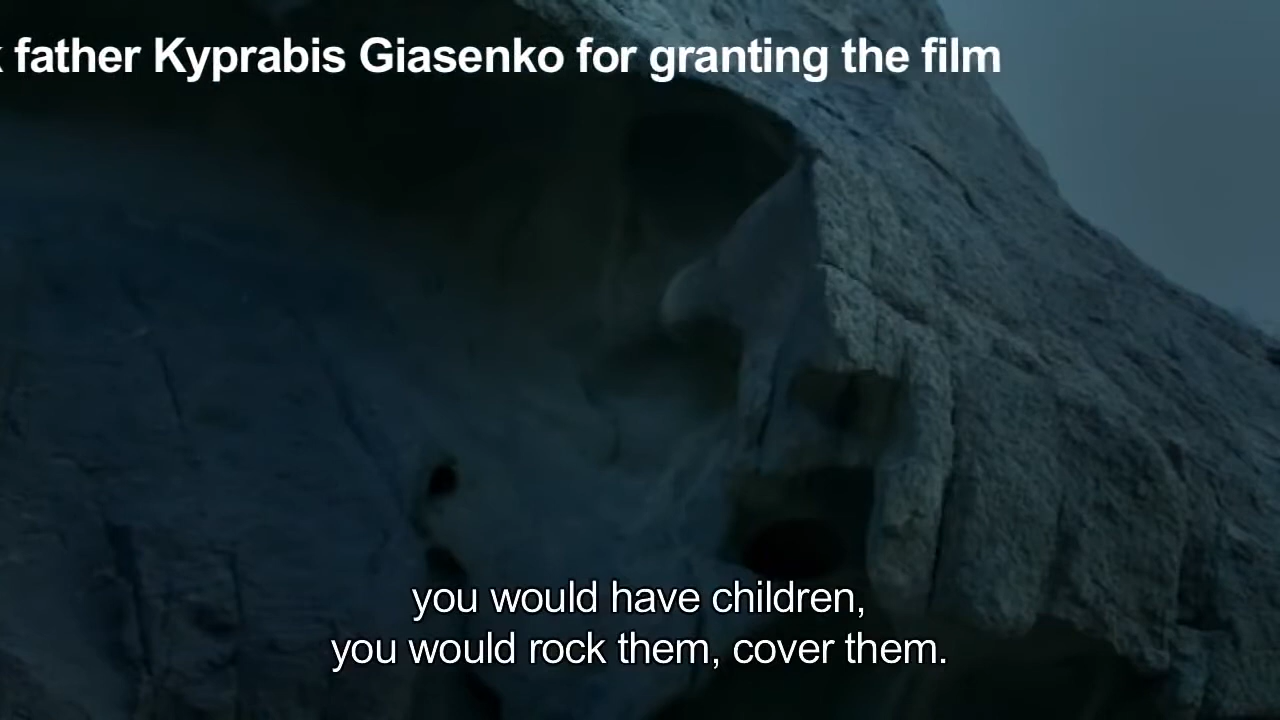 father Kyprabis Giasenko for granting the film
you would have children,
you would rock them, cover them.